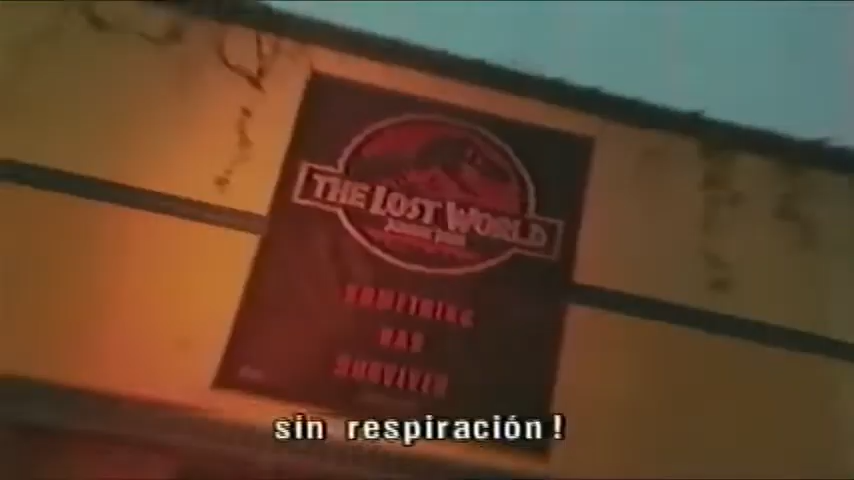 THE LOST WORLD
JURASSIC PARK
SOMETHING
HAS
SURVIVED
sin respiración!